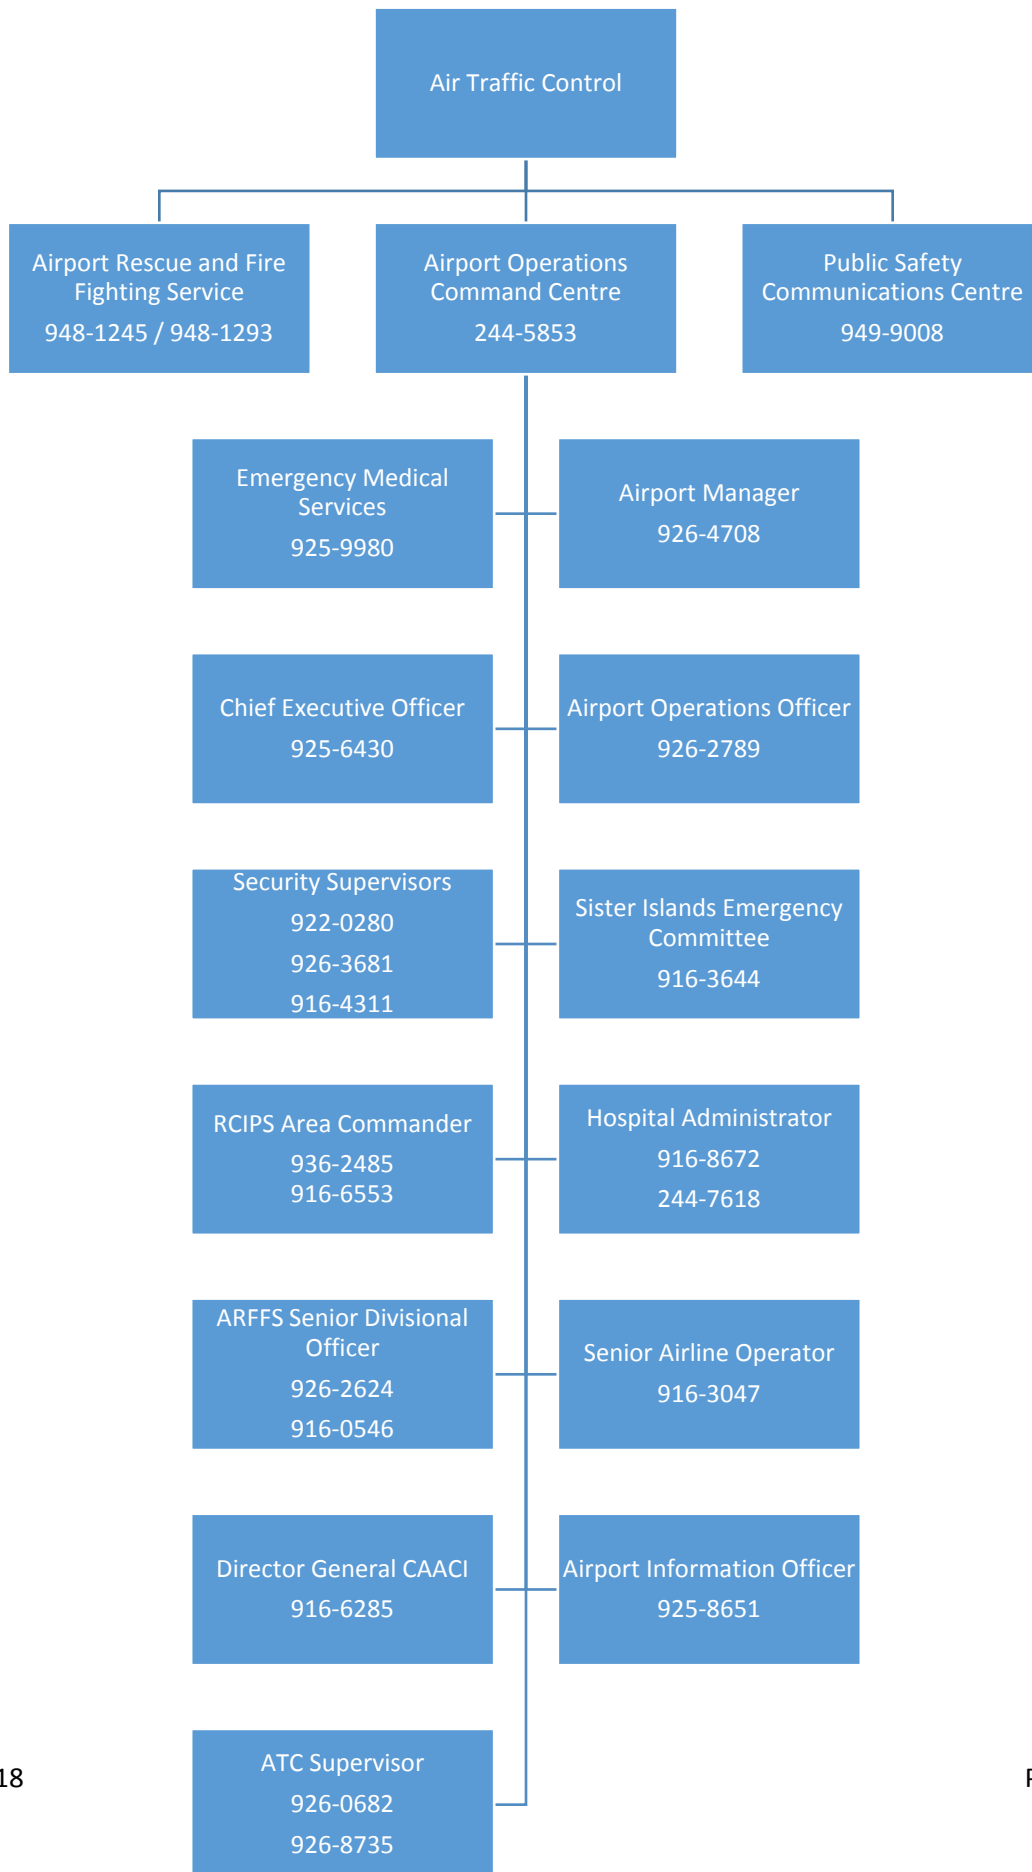 Air Traffic Control
Airport Rescue and Fire
Fighting Service
948-1245 / 948-1293
Airport Operations
Command Centre
244-5853
Public Safety
Communications Centre
949-9008
Emergency Medical
Services
925-9980
Airport Manager
926-4708
Chief Executive Officer
925-6430
Airport Operations Officer
926-2789
Security Supervisors
922-0280
926-3681
916-4311
Sister Islands Emergency
Committee
916-3644
RCIPS Area Commander
936-2485
916-6553
Hospital Administrator
916-8672
244-7618
ARFFS Senior Divisional
Officer
926-2624
916-0546
Senior Airline Operator
916-3047
Director General CAACI
916-6285
Airport Information Officer
925-8651
ATC Supervisor
926-0682
926-8735
18